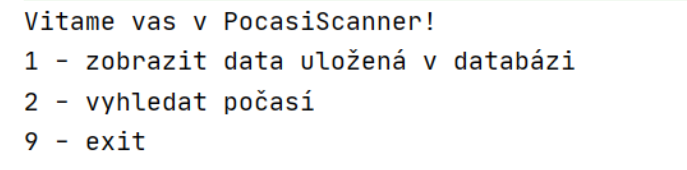 Vitame vas v PocasiScanner!
1 - zobrazit data uložená v databázi
2 - vyhledat počasí
9 - exit